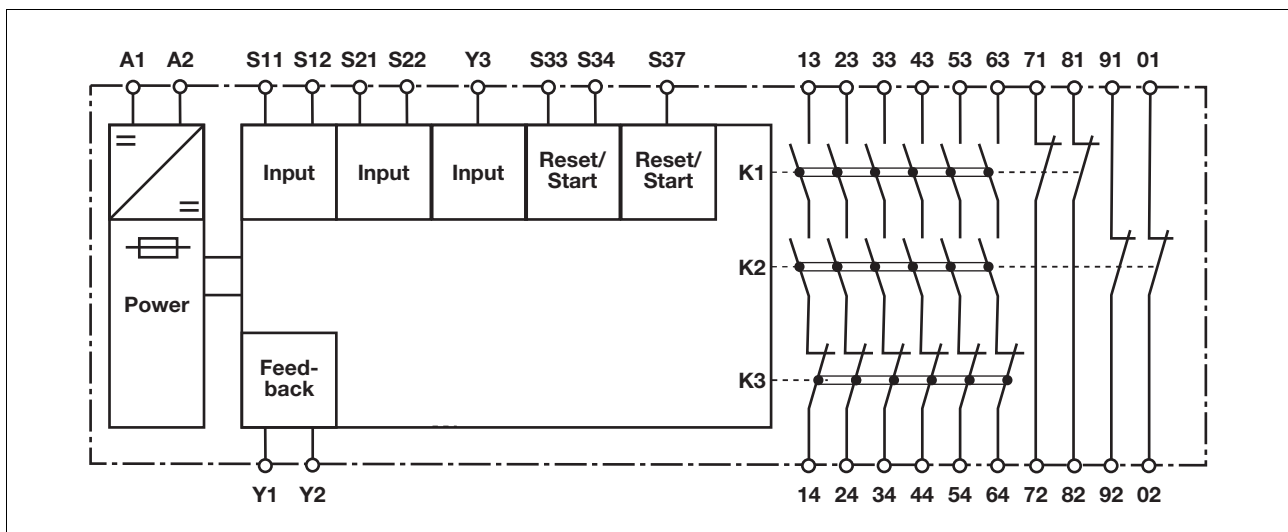 A1 A2 S11 S12 S21 S22 Y3 S33 S34 S37 13 23 33 43 53 63 71 81 91 01
Input Input Input Reset/ Start Reset/ Start
K1
K2
Power
Feed-
back
K3
Y1 Y2 14 24 34 44 54 64 72 82 92 02